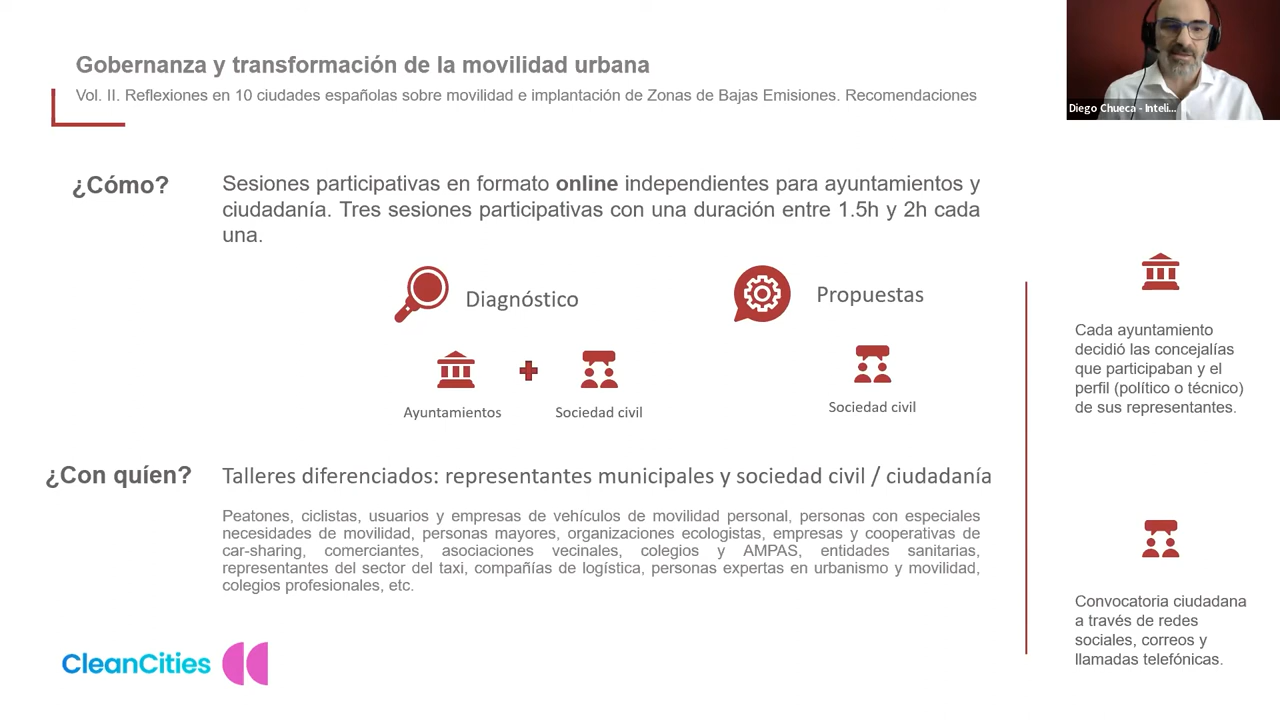 Gobernanza y transformación de la movilidad urbana
Vol. II. Reflexiones en 10 ciudades españolas sobre movilidad e implantación de Zonas de Bajas Emisiones. Recomendaciones
Diego Chueca - Inteli...
¿Cómo?
Sesiones participativas en formato online independientes para ayuntamientos y
ciudadanía. Tres sesiones participativas con una duración entre 1.5h y 2h cada
una.
Diagnóstico
Propuestas
Ayuntamientos
Sociedad civil
Sociedad civil
¿Con quíen?
Talleres diferenciados: representantes municipales y sociedad civil / ciudadanía
Peatones, ciclistas, usuarios y empresas de vehículos de movilidad personal, personas con especiales
necesidades de movilidad, personas mayores, organizaciones ecologistas, empresas y cooperativas de
car-sharing, comerciantes, asociaciones vecinales, colegios y AMPAS, entidades sanitarias,
representantes del sector del taxi, compañías de logística, personas expertas en urbanismo y movilidad,
colegios profesionales, etc.
Cada ayuntamiento
decidió las concejalías
que participaban y el
perfil (político o técnico)
de sus representantes.
Convocatoria ciudadana
a través de redes
sociales, correos y
llamadas telefónicas.
CleanCities